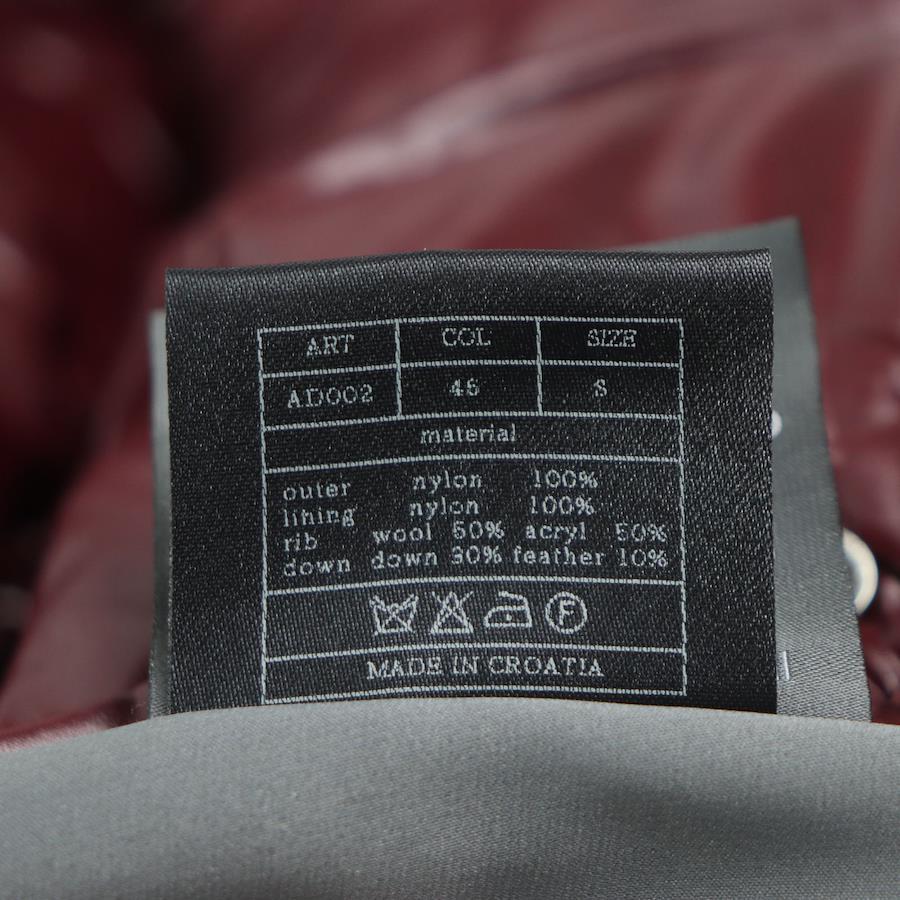 ART COL SIZE
AD002 46 S
material
outer nylon 100%
lining nylon 100%
rib wool 50% acryl 50%
down down 90% feather 10%
F
MADE IN CROATIA